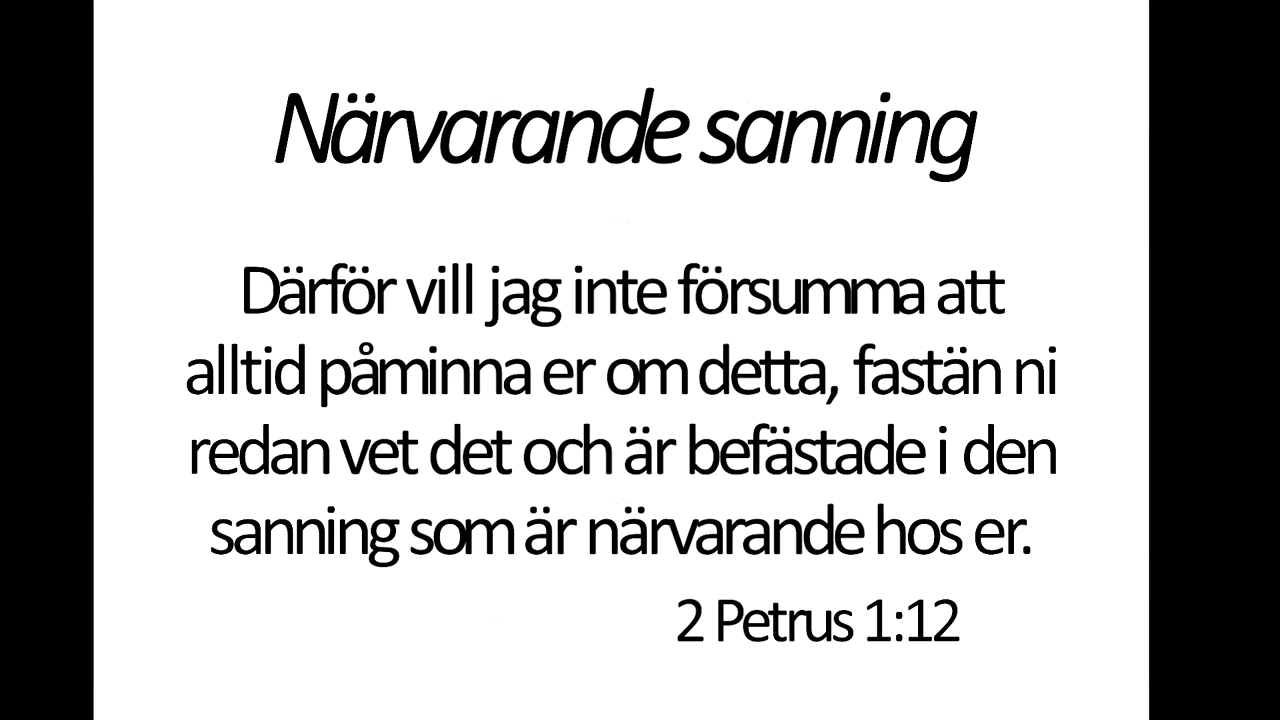 Närvarande sanning
Därför vill jag inte försumma att
alltid påminna er om detta, fastän ni
redan vet det och är befästade i den
sanning som är närvarande hos er.
2 Petrus 1:12